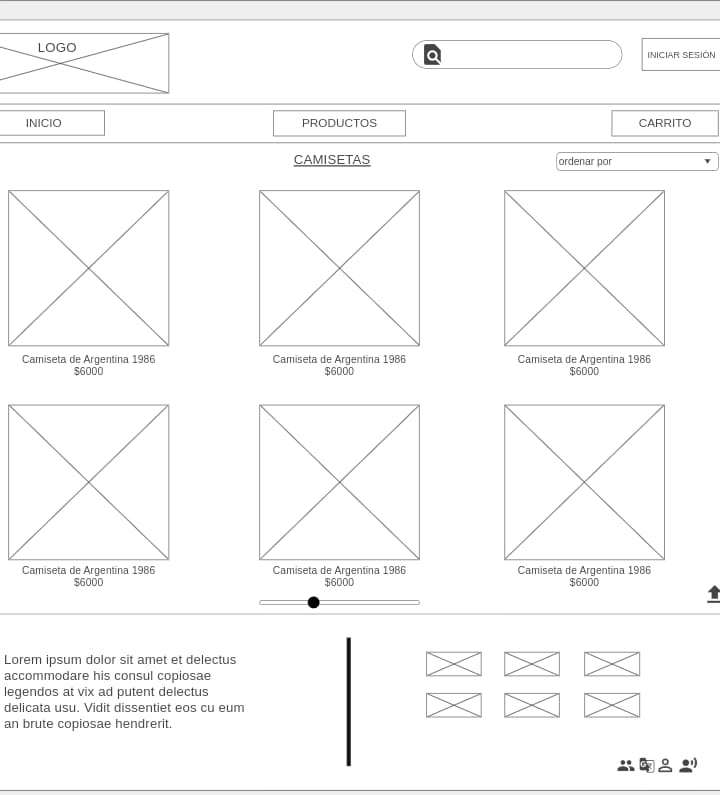 LOGO
INICIAR SESIÓN
INICIO
PRODUCTOS
CARRITO
CAMISETAS
ordenar por
Camiseta de Argentina 1986
$6000
Camiseta de Argentina 1986
$6000
Camiseta de Argentina 1986
$6000
Camiseta de Argentina 1986
$6000
Camiseta de Argentina 1986
$6000
Camiseta de Argentina 1986
$6000
Lorem ipsum dolor sit amet et delectus
accommodare his consul copiosae
legendos at vix ad putent delectus
delicata usu. Vidit dissentiet eos cu eum
an brute copiosae hendrerit.